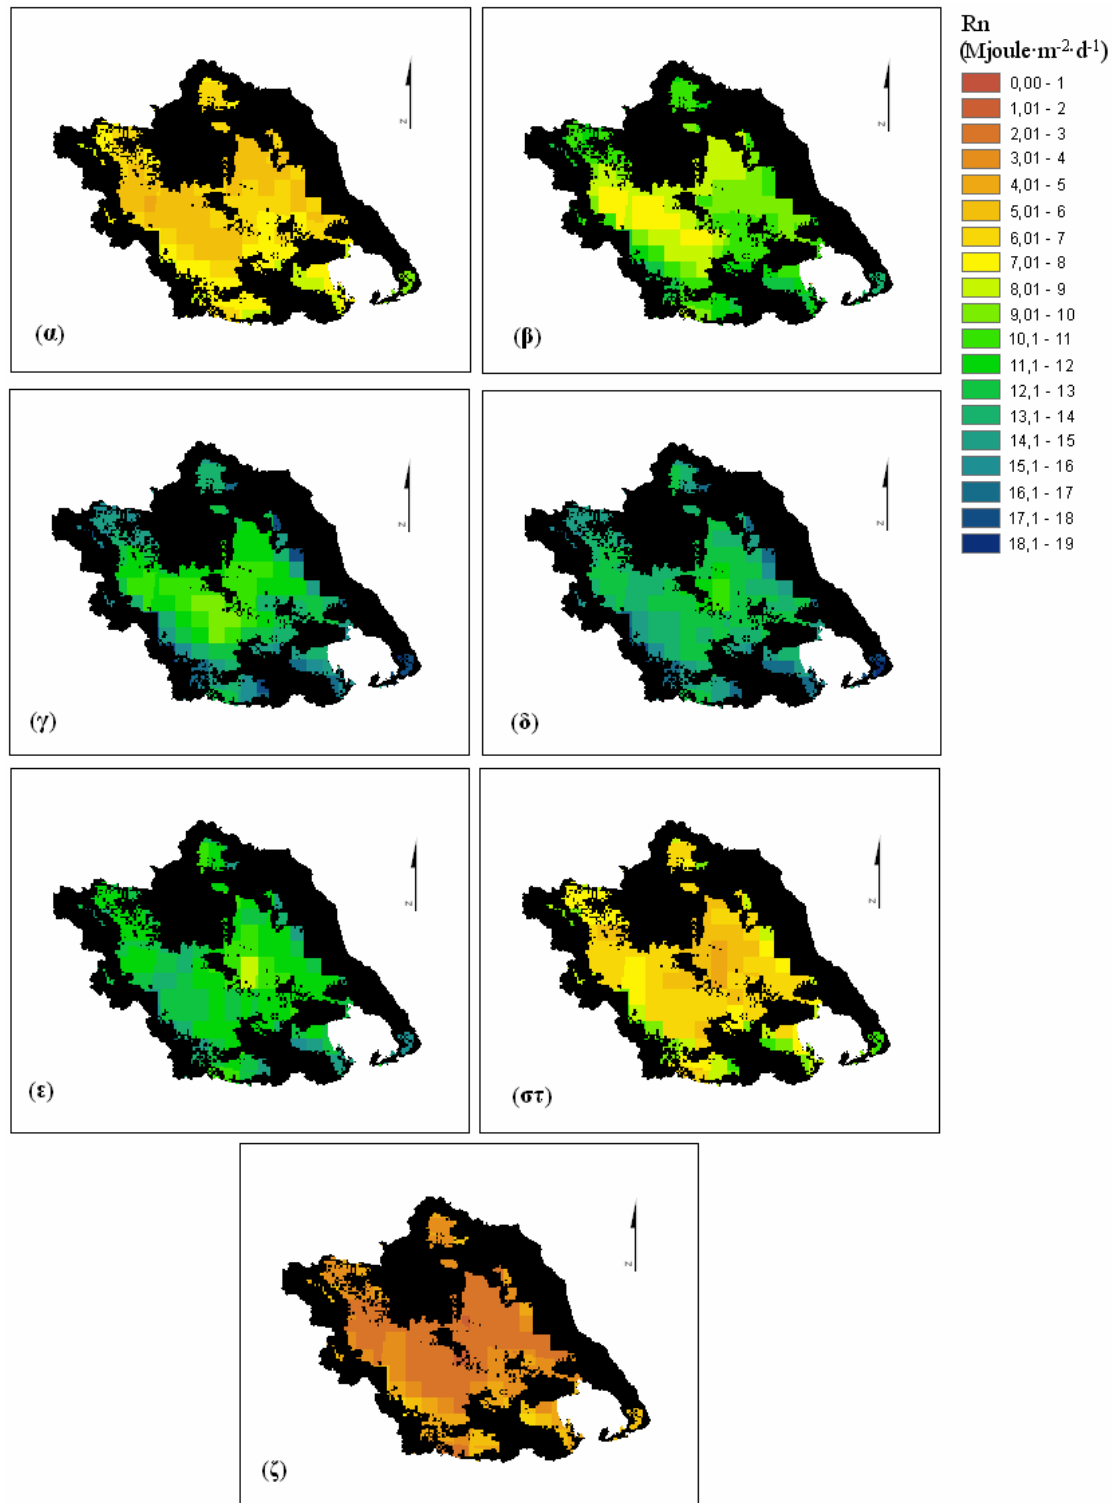 Rn
(Mjoule·m⁻²·d⁻¹)
0,00 - 1
1,01 - 2
2,01 - 3
3,01 - 4
4,01 - 5
5,01 - 6
6,01 - 7
7,01 - 8
8,01 - 9
9,01 - 10
10,1 - 11
11,1 - 12
12,1 - 13
13,1 - 14
14,1 - 15
15,1 - 16
16,1 - 17
17,1 - 18
18,1 - 19
N
(α)
N
(β)
N
(γ)
N
(δ)
N
(ε)
N
(στ)
N
(ζ)